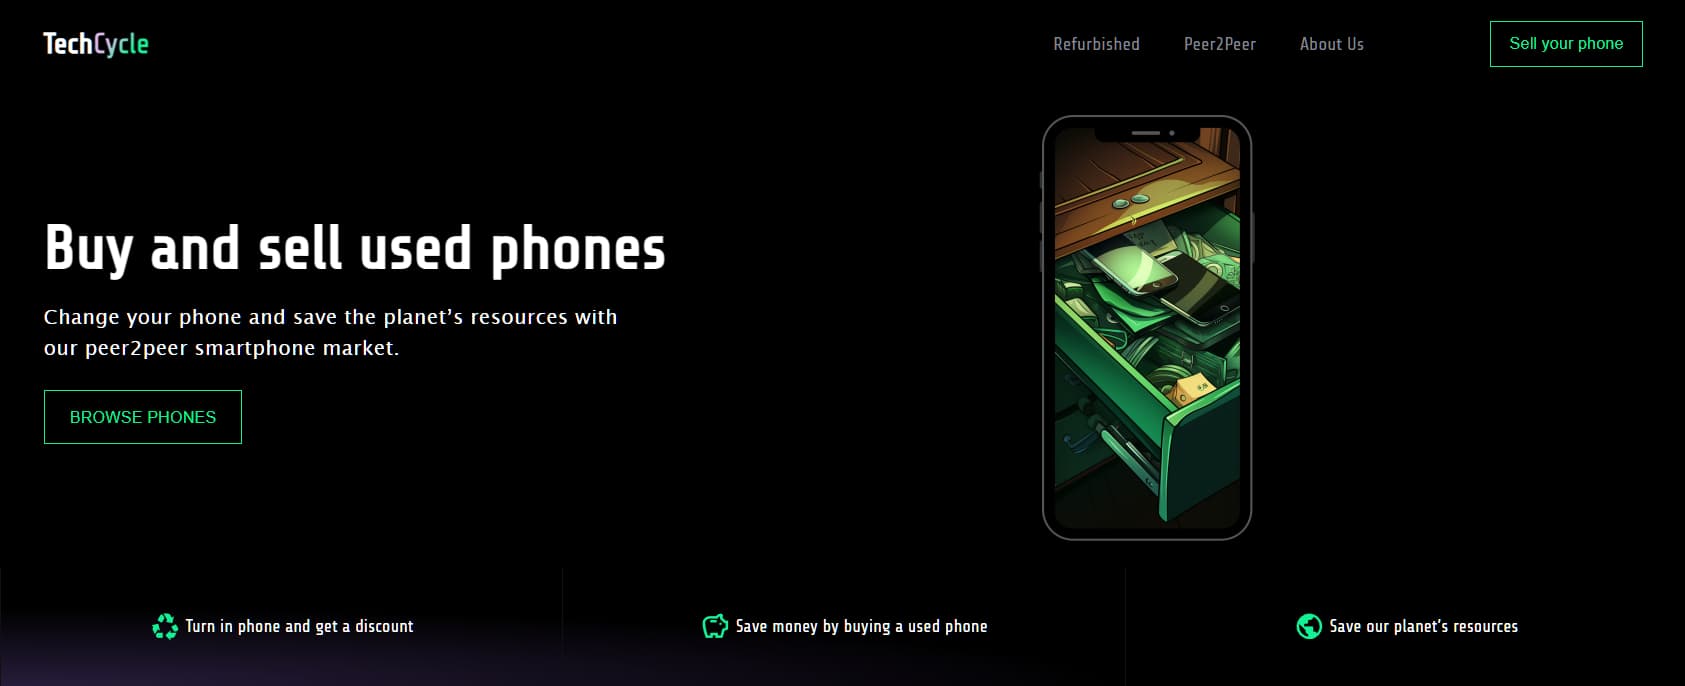 TechCycle
Refurbished
Peer2Peer
About Us
Sell your phone
Buy and sell used phones
Change your phone and save the planet’s resources with
our peer2peer smartphone market.
BROWSE PHONES
Turn in phone and get a discount
Save money by buying a used phone
Save our planet’s resources